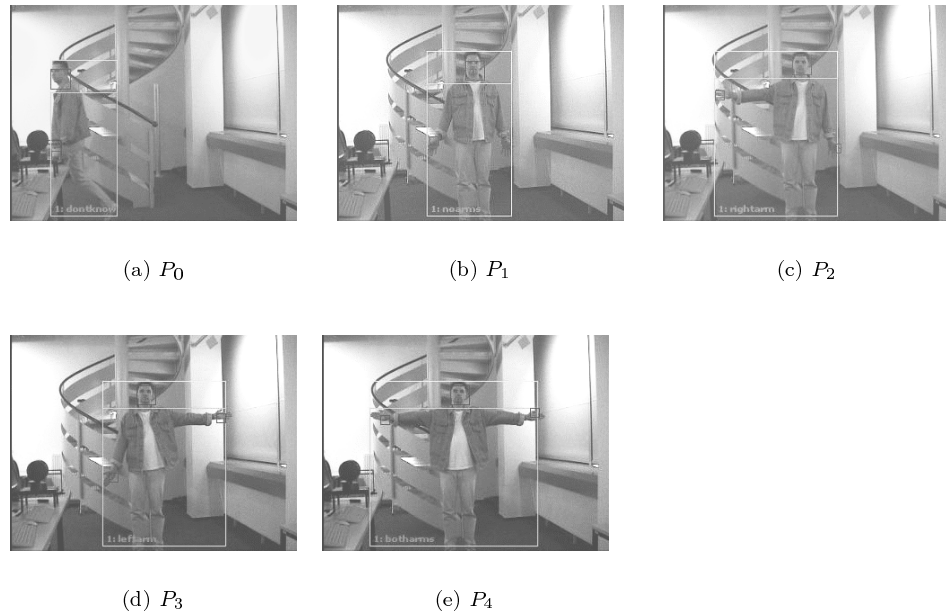 1: dontknow
1: noarms
1: rightarm
(a) P0
(b) P1
(c) P2
1: leftarm
1: botharms
(d) P3
(e) P4